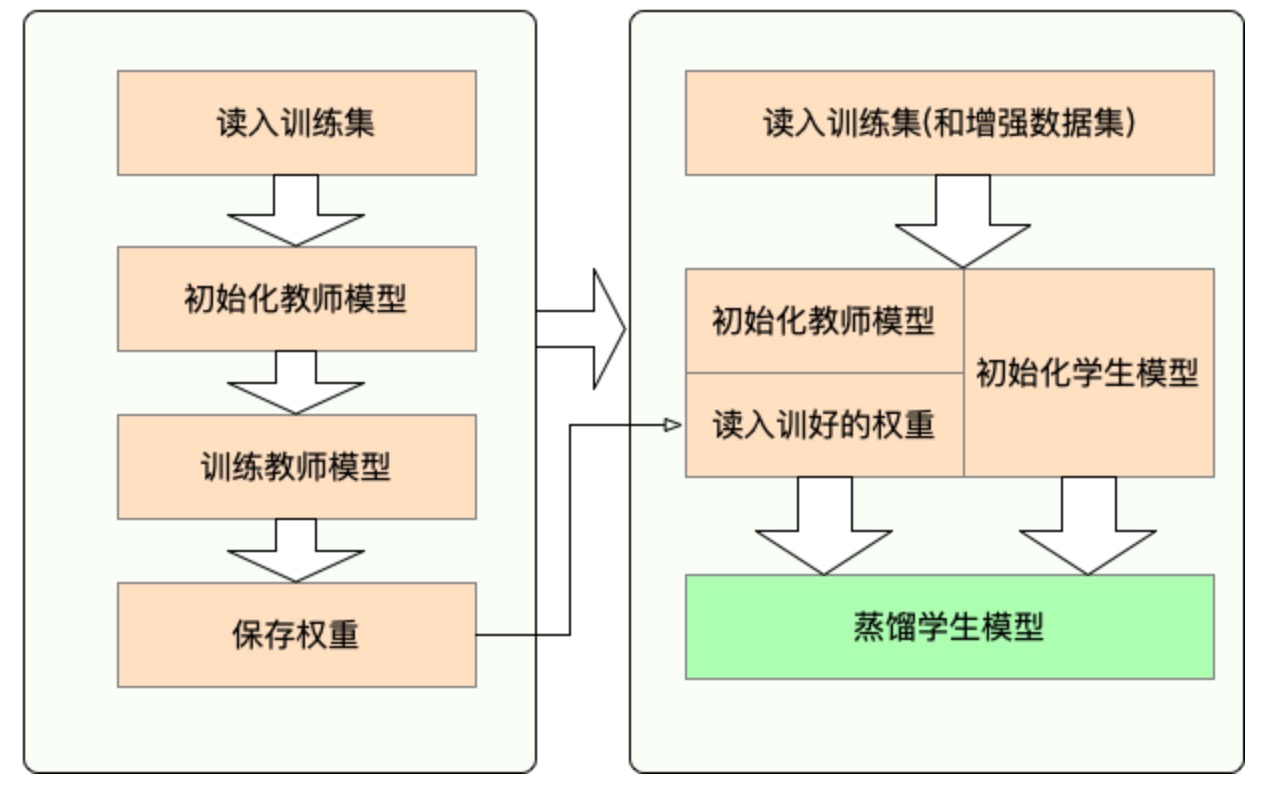 读入训练集
初始化教师模型
训练教师模型
保存权重
读入训练集(和增强数据集)
初始化教师模型
读入训好的权重
初始化学生模型
蒸馏学生模型